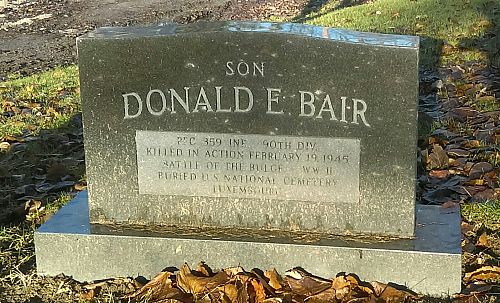 SON
DONALD E. BAIR
PFC 359 INF. 90TH DIV.
KILLED IN ACTION FEBRUARY 19, 1945
BATTLE OF THE BULGE WW II
BURIED U.S. NATIONAL CEMETERY
LUXEMBOURG